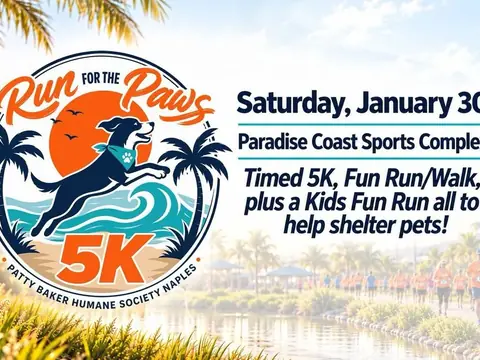 Run FOR THE Paws
5K
PATTY BAKER HUMANE SOCIETY NAPLES
Saturday, January 30
Paradise Coast Sports Comple
Timed 5K, Fun Run/Walk,
plus a Kids Fun Run all to
help shelter pets!